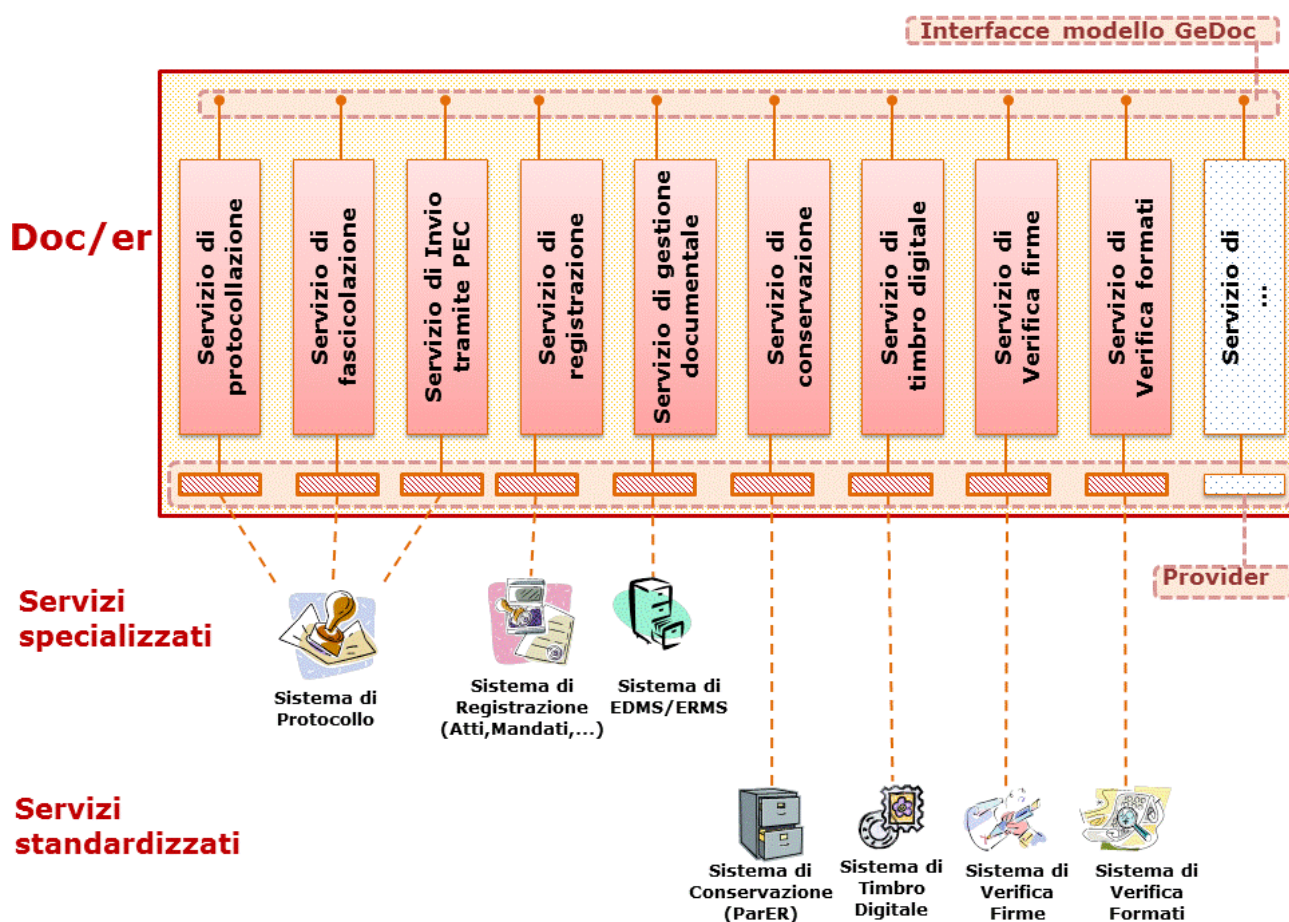 Interfacce modello GeDoc
Doc/er
Servizio di
protocollazione
Servizio di
fascicolazione
Servizio di Invio
tramite PEC
Servizio di
registrazione
Servizio di gestione
documentale
Servizio di
conservazione
Servizio di
timbro digitale
Servizio di
Verifica firme
Servizio di
Verifica formati
Servizio di
...
Provider
Servizi
specializzati
Sistema di
Protocollo
Sistema di
Registrazione
(Atti,Mandati,...)
Sistema di
EDMS/ERMS
Servizi
standardizzati
Sistema di
Conservazione
(ParER)
Sistema di
Timbro
Digitale
Sistema di
Verifica
Firme
Sistema di
Verifica
Formati